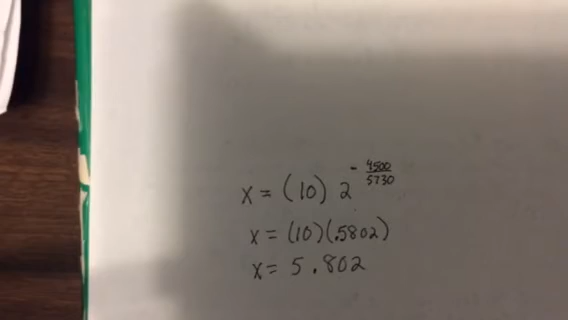 x = (10) 2^-4500/5730
x = (10)(.5802)
x = 5.802